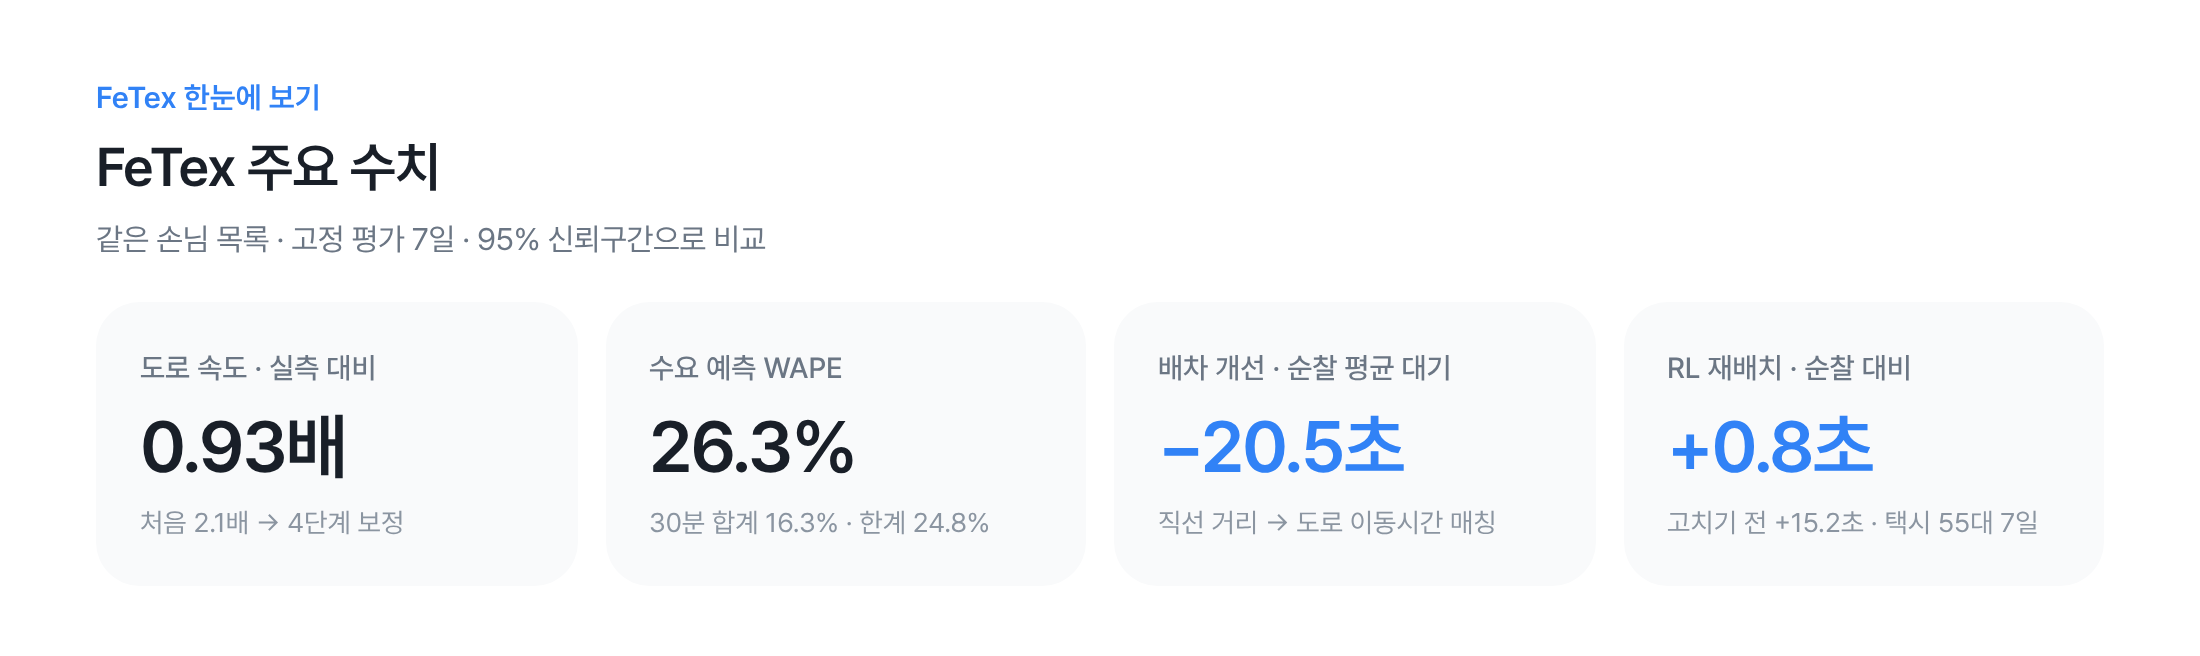 FeTex 한눈에 보기
FeTex 주요 수치
같은 손님 목록 · 고정 평가 7일 · 95% 신뢰구간으로 비교
도로 속도 · 실측 대비
0.93배
처음 2.1배 → 4단계 보정
수요 예측 WAPE
26.3%
30분 합계 16.3% · 한계 24.8%
배차 개선 · 순찰 평균 대기
−20.5초
직선 거리 → 도로 이동시간 매칭
RL 재배치 · 순찰 대비
+0.8초
고치기 전 +15.2초 · 택시 55대 7일